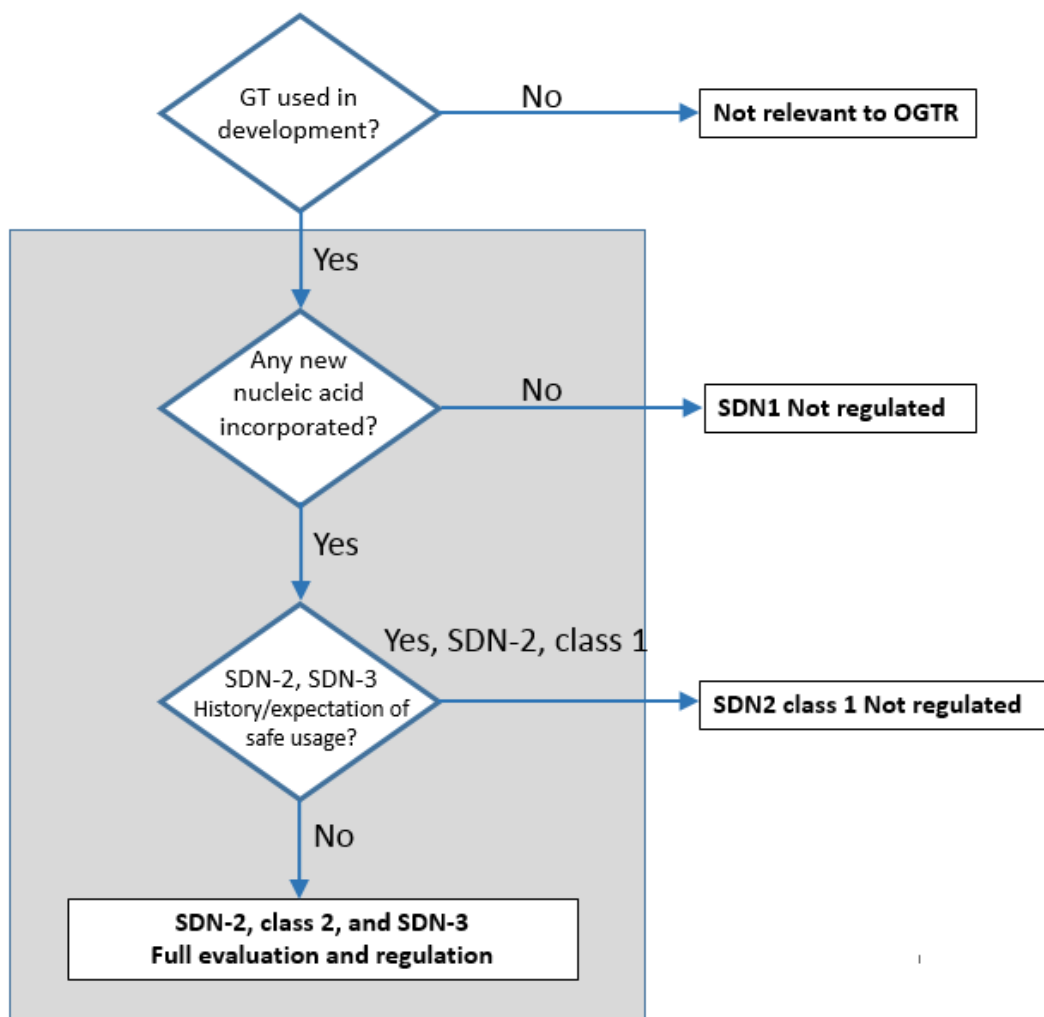 GT used in
development?
No
Not relevant to OGTR
Yes
Any new
nucleic acid
incorporated?
No
SDN1 Not regulated
Yes
Yes, SDN-2, class 1
SDN-2, SDN-3
History/expectation of
safe usage?
SDN2 class 1 Not regulated
No
SDN-2, class 2, and SDN-3
Full evaluation and regulation